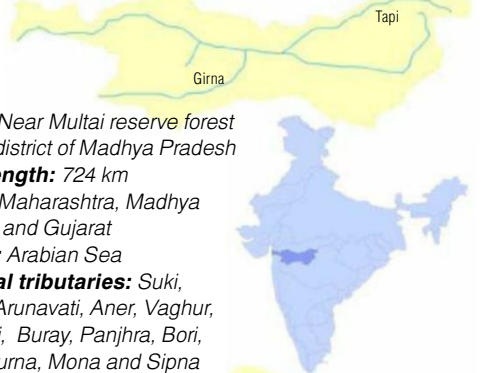 Tapi
Girna
Near Multai reserve forest
district of Madhya Pradesh
ength: 724 km
Maharashtra, Madhya
and Gujarat
: Arabian Sea
al tributaries: Suki,
Arunavati, Aner, Vaghur,
i, Buray, Panjhra, Bori,
urna, Mona and Sipna